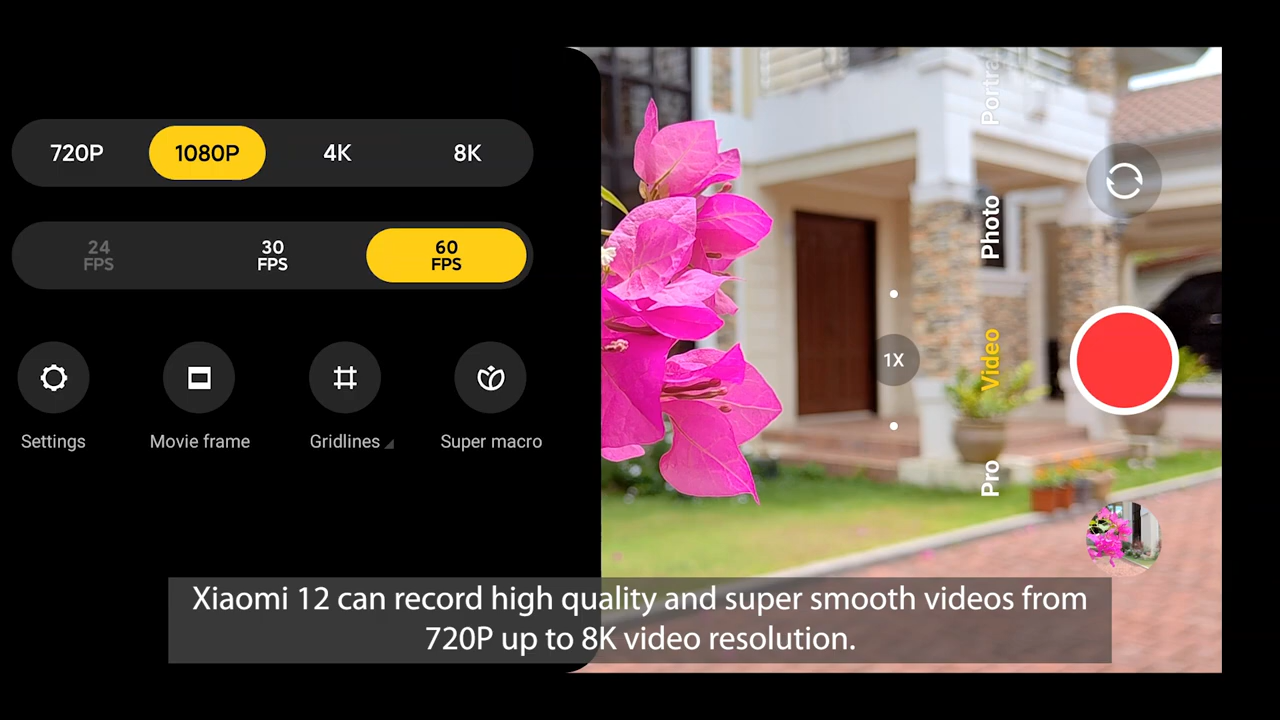 720P 1080P 4K 8K
24 FPS 30 FPS 60 FPS
Settings Movie frame Gridlines Super macro
Portra
Photo
Video
Pro
1X
Xiaomi 12 can record high quality and super smooth videos from
720P up to 8K video resolution.